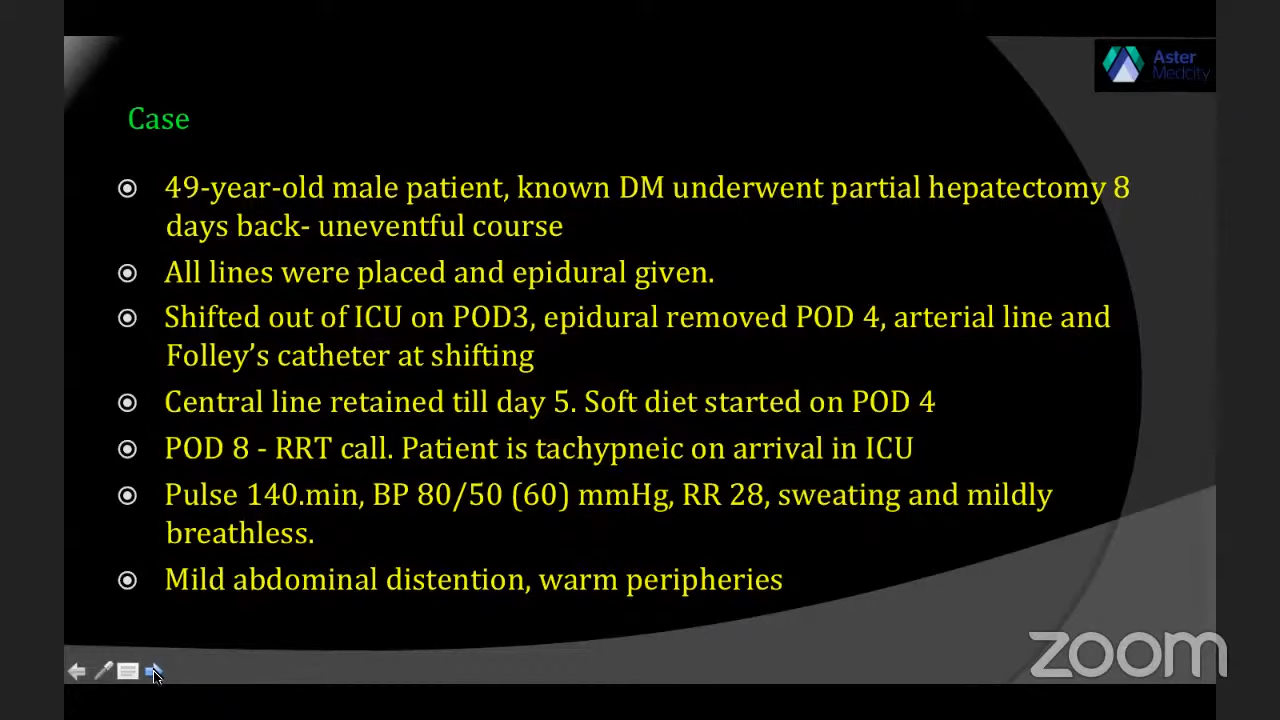 Aster
Medcity
Case
49-year-old male patient, known DM underwent partial hepatectomy 8
days back- uneventful course
All lines were placed and epidural given.
Shifted out of ICU on POD3, epidural removed POD 4, arterial line and
Folley's catheter at shifting
Central line retained till day 5. Soft diet started on POD 4
POD 8 - RRT call. Patient is tachypneic on arrival in ICU
Pulse 140.min, BP 80/50 (60) mmHg, RR 28, sweating and mildly
breathless.
Mild abdominal distention, warm peripheries
zoom